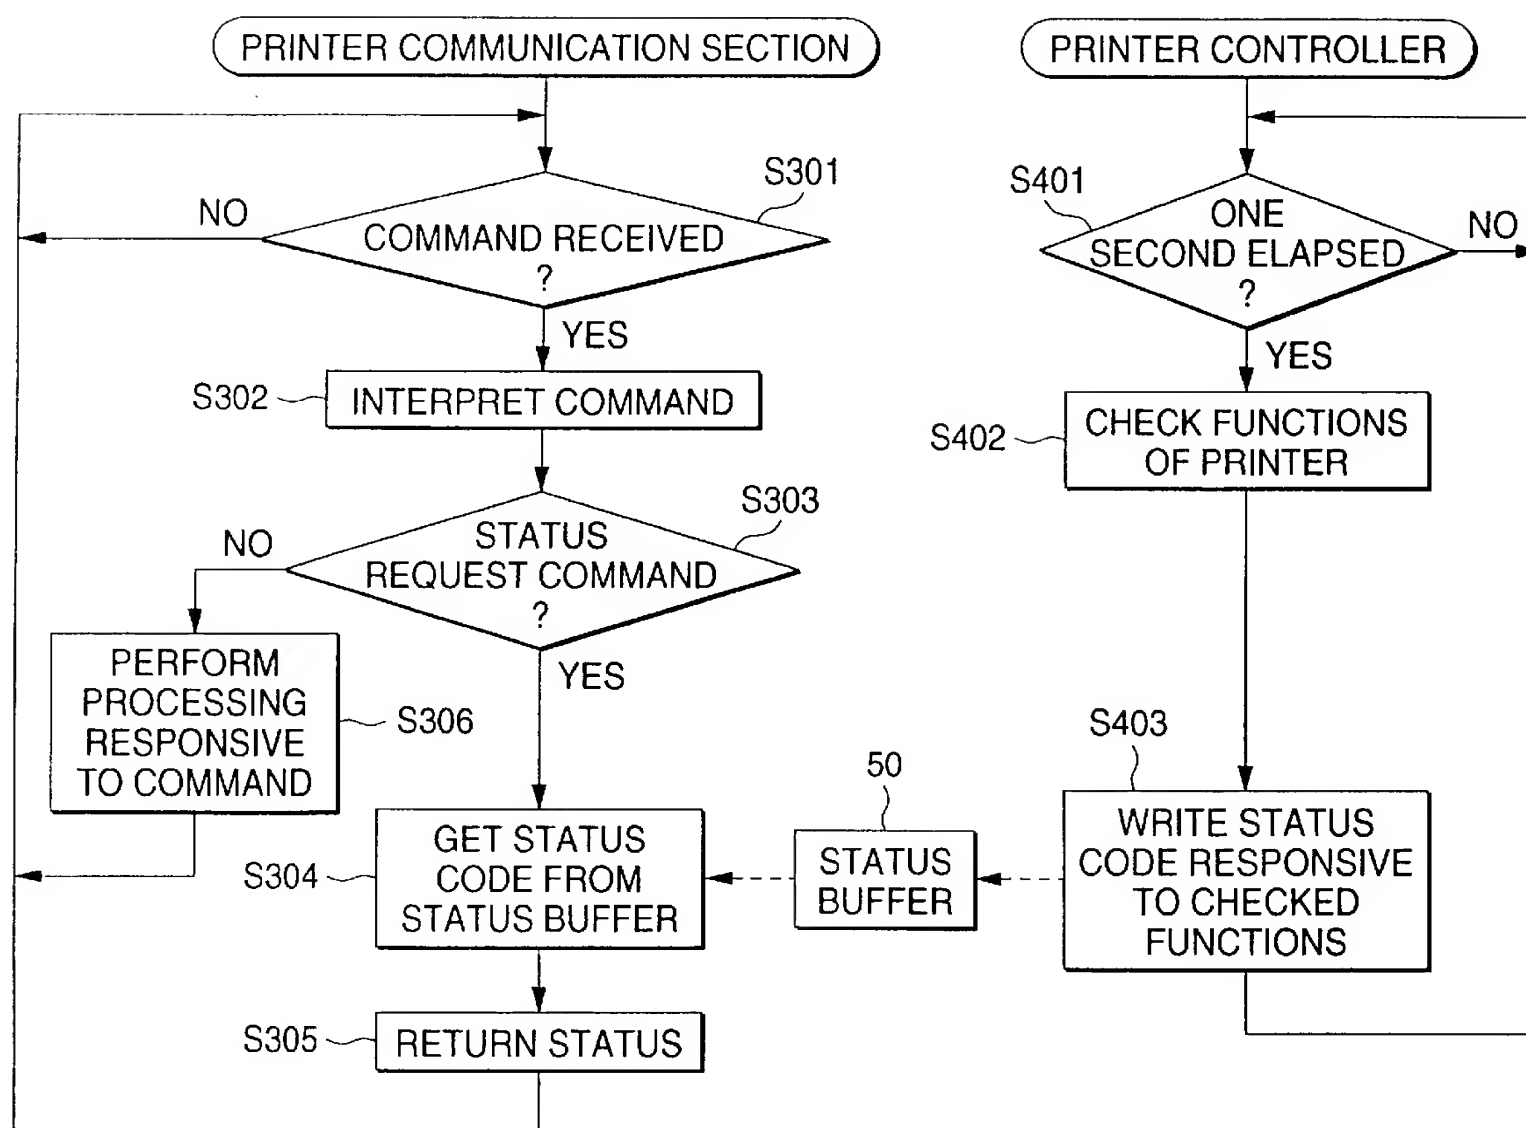 PRINTER COMMUNICATION SECTION
S301
NO
COMMAND RECEIVED
?
YES
S302
INTERPRET COMMAND
S303
NO
STATUS
REQUEST COMMAND
?
YES
PERFORM
PROCESSING
RESPONSIVE
TO COMMAND
S306
S304
GET STATUS
CODE FROM
STATUS BUFFER
50
STATUS
BUFFER
S305
RETURN STATUS
PRINTER CONTROLLER
S401
ONE
SECOND ELAPSED
?
NO
YES
S402
CHECK FUNCTIONS
OF PRINTER
S403
WRITE STATUS
CODE RESPONSIVE
TO CHECKED
FUNCTIONS